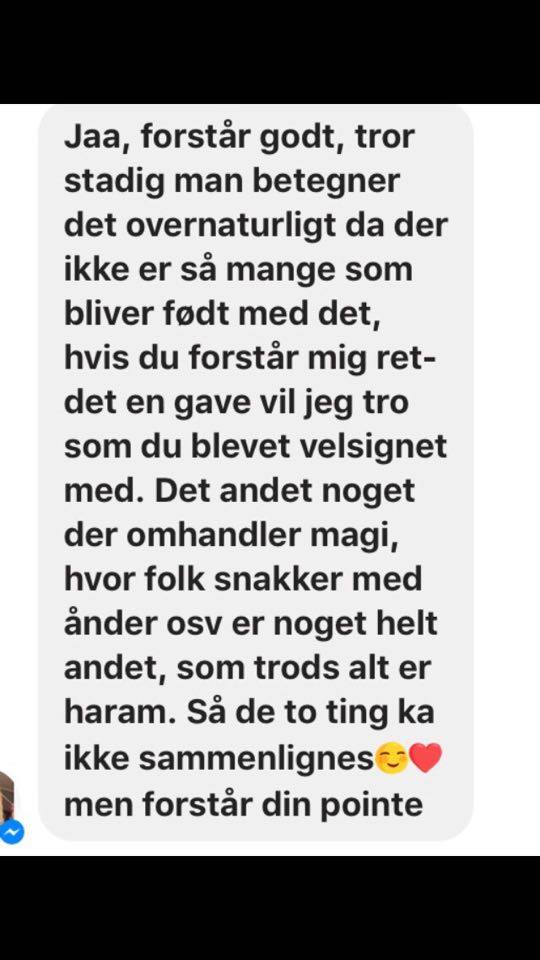 Jaa, forstår godt, tror
stadig man betegner
det overnaturligt da der
ikke er så mange som
bliver født med det,
hvis du forstår mig ret-
det en gave vil jeg tro
som du blevet velsignet
med. Det andet noget
der omhandler magi,
hvor folk snakker med
ånder osv er noget helt
andet, som trods alt er
haram. Så de to ting ka
ikke sammenlignes☺️❤️
men forstår din pointe